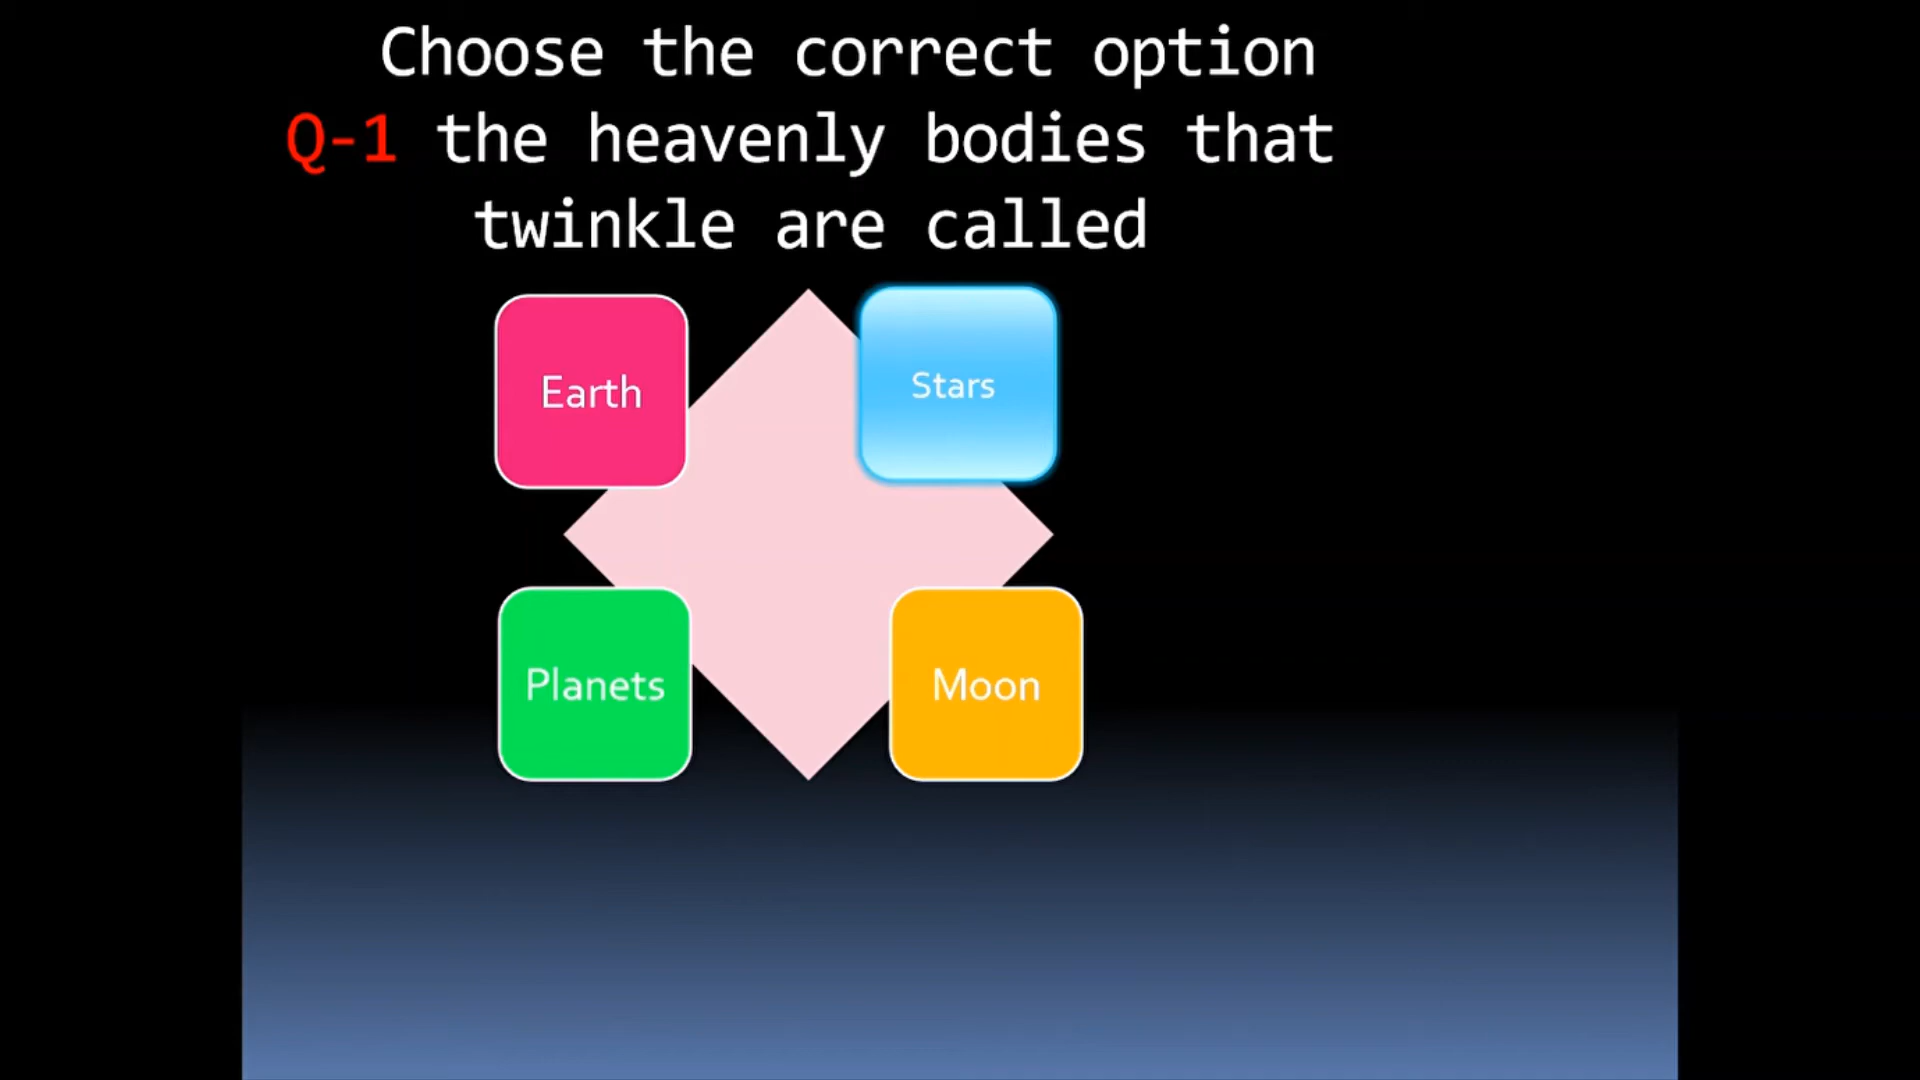 Choose the correct option
Q-1 the heavenly bodies that
twinkle are called
Earth
Stars
Planets
Moon